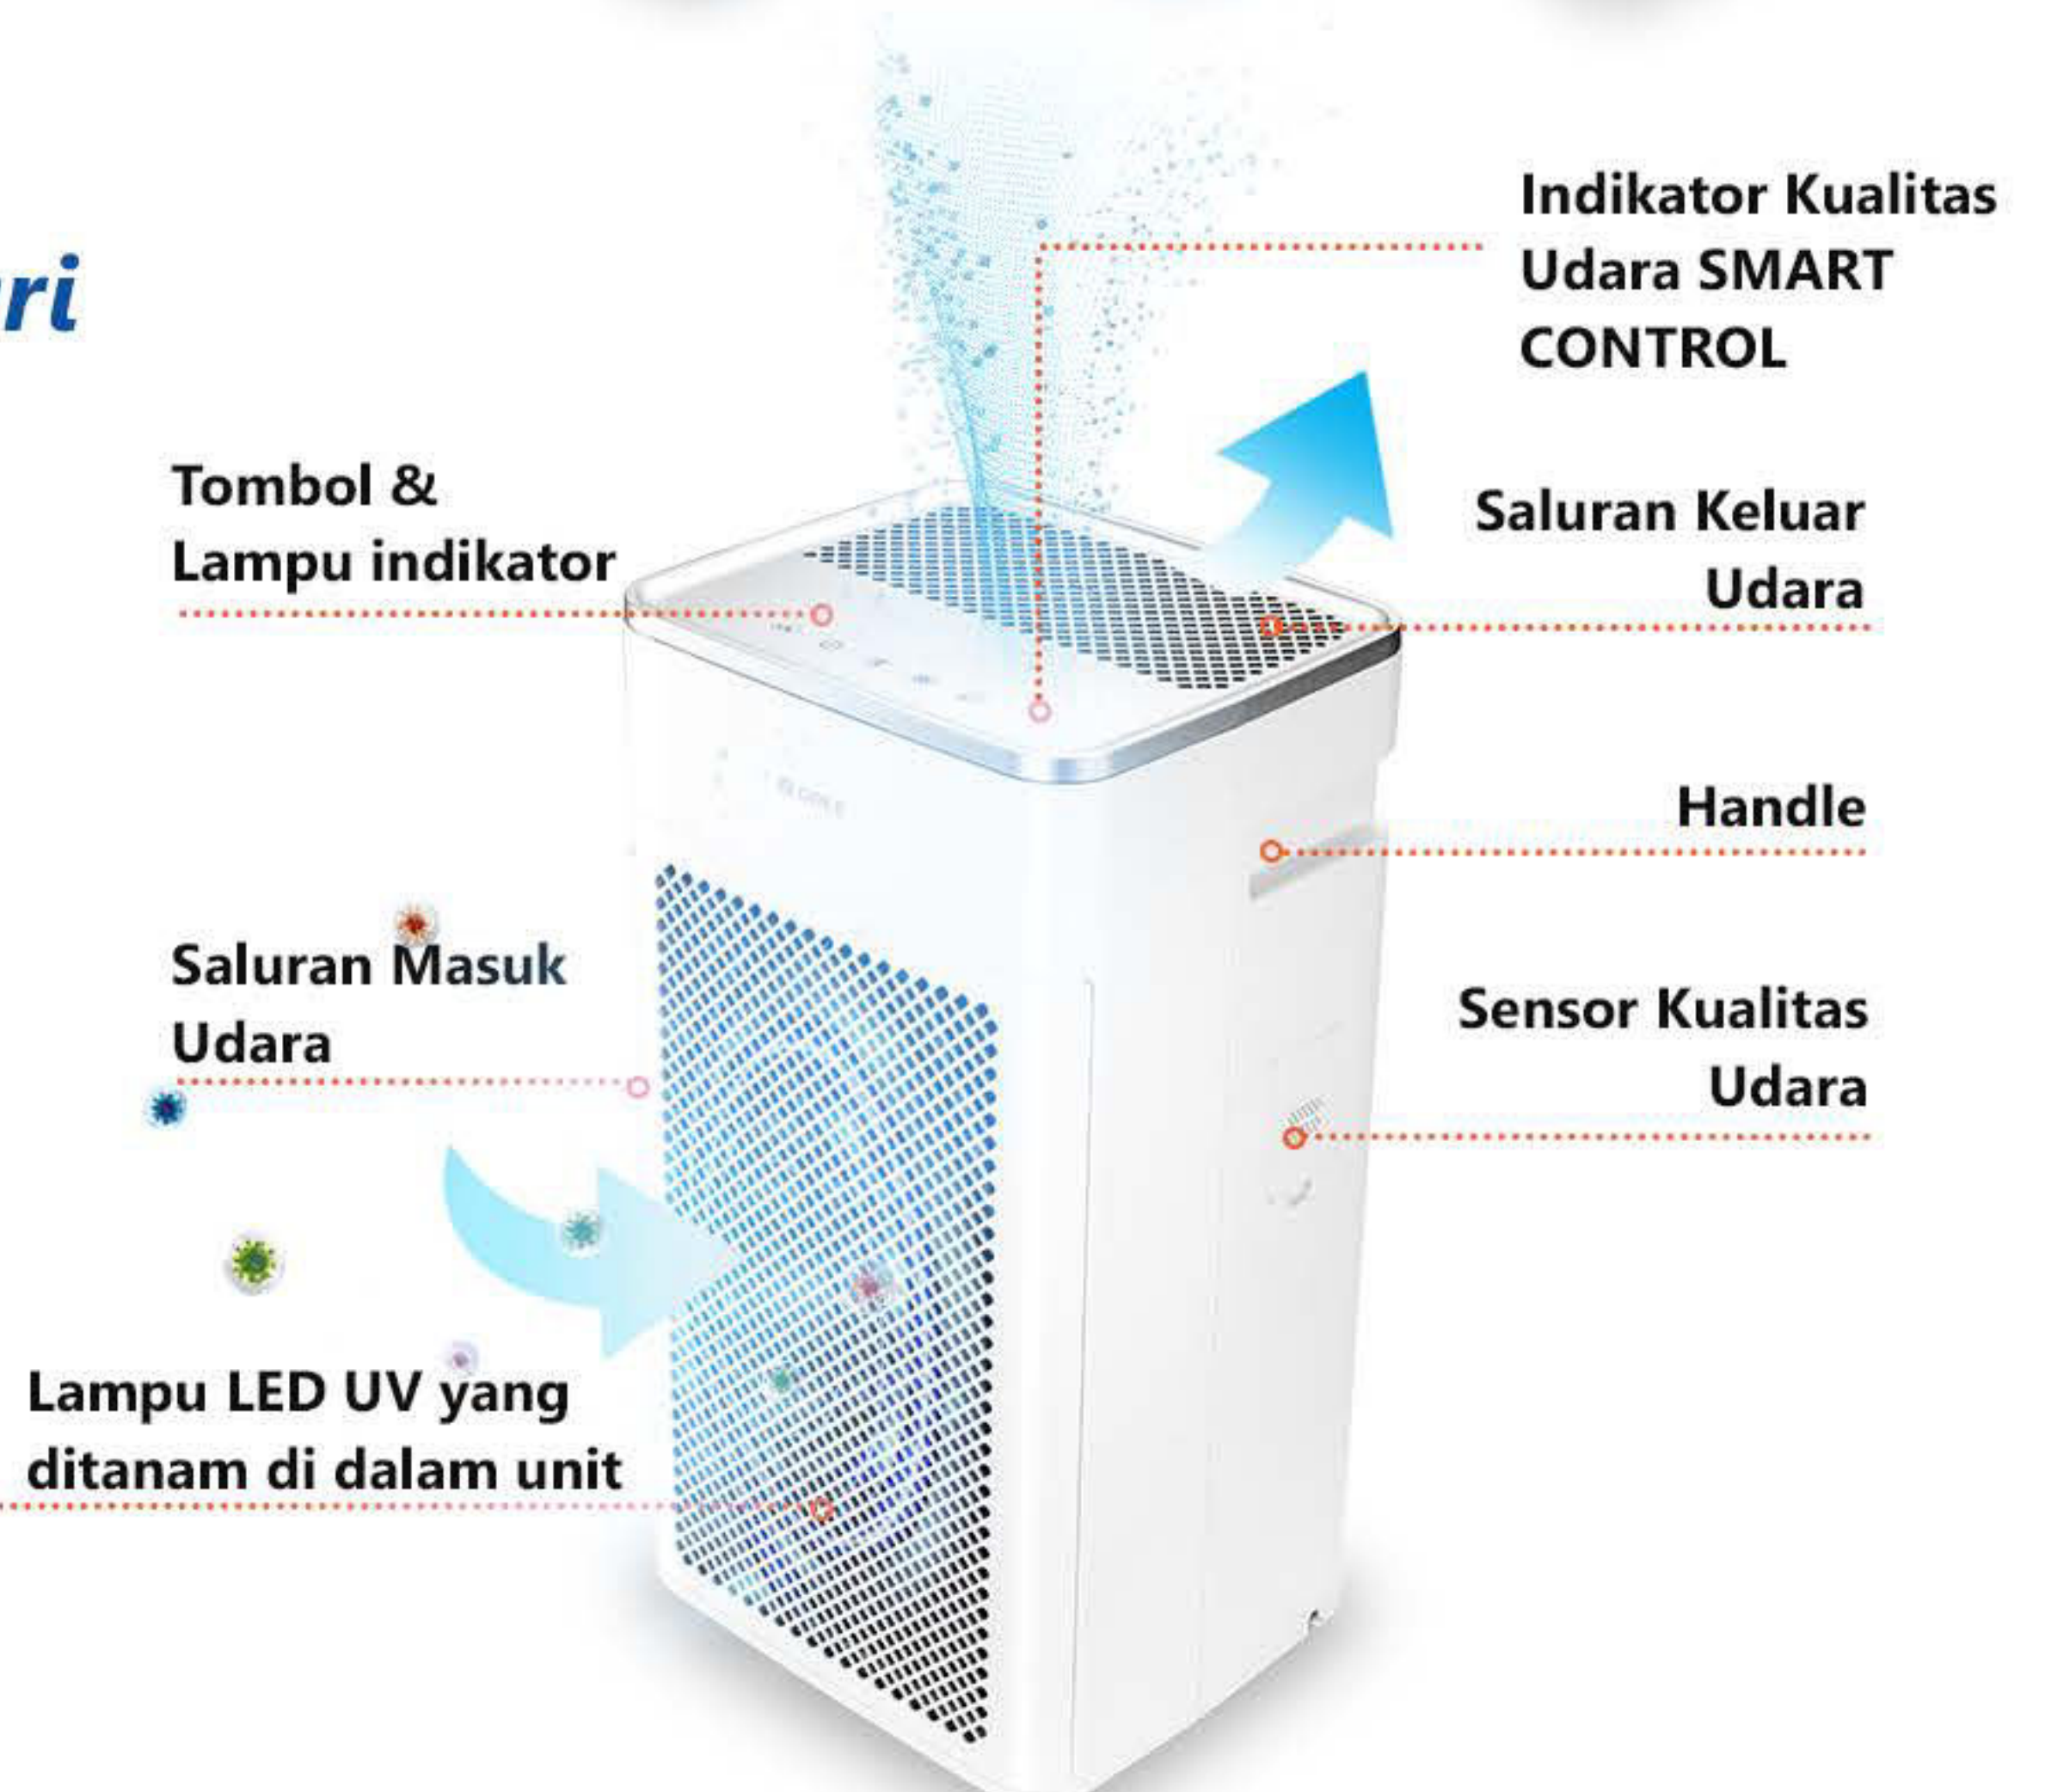 ri
Indikator Kualitas
Udara SMART
CONTROL
Tombol &
Lampu indikator
Saluran Keluar
Udara
Handle
Saluran Masuk
Udara
Sensor Kualitas
Udara
Lampu LED UV yang
ditanam di dalam unit